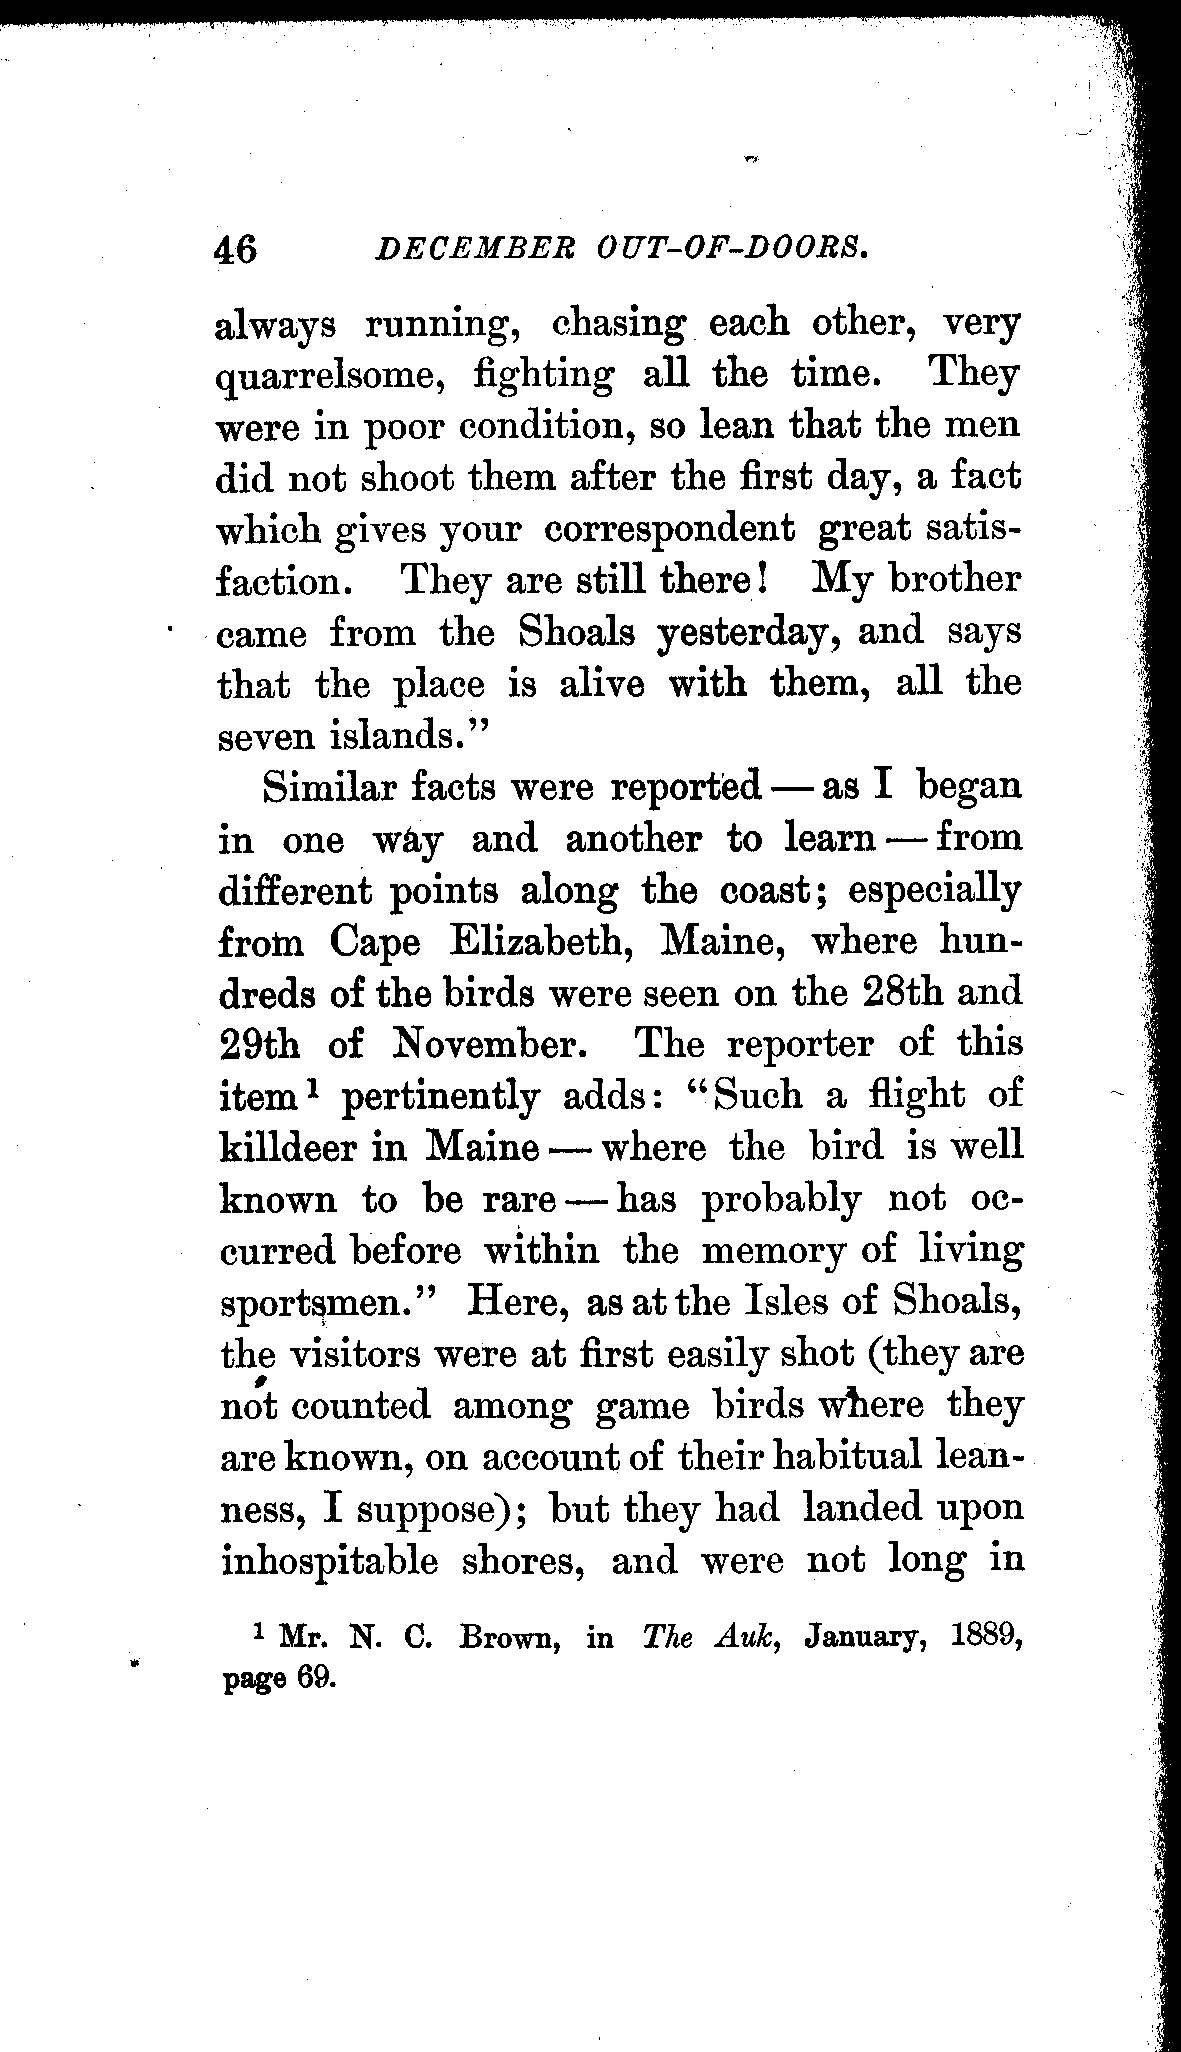 46 DECEMBER OUT-OF-DOORS.
always running, chasing each other, very
quarrelsome, fighting all the time. They
were in poor condition, so lean that the men
did not shoot them after the first day, a fact
which gives your correspondent great satis-
faction. They are still there! My brother
came from the Shoals yesterday, and says
that the place is alive with them, all the
seven islands."
Similar facts were reported — as I began
in one way and another to learn — from
different points along the coast; especially
from Cape Elizabeth, Maine, where hun-
dreds of the birds were seen on the 28th and
29th of November. The reporter of this
item¹ pertinently adds: "Such a flight of
killdeer in Maine — where the bird is well
known to be rare — has probably not oc-
curred before within the memory of living
sportsmen." Here, as at the Isles of Shoals,
the visitors were at first easily shot (they are
not counted among game birds where they
are known, on account of their habitual lean-
ness, I suppose); but they had landed upon
inhospitable shores, and were not long in
¹ Mr. N. C. Brown, in The Auk, January, 1889,
page 69.